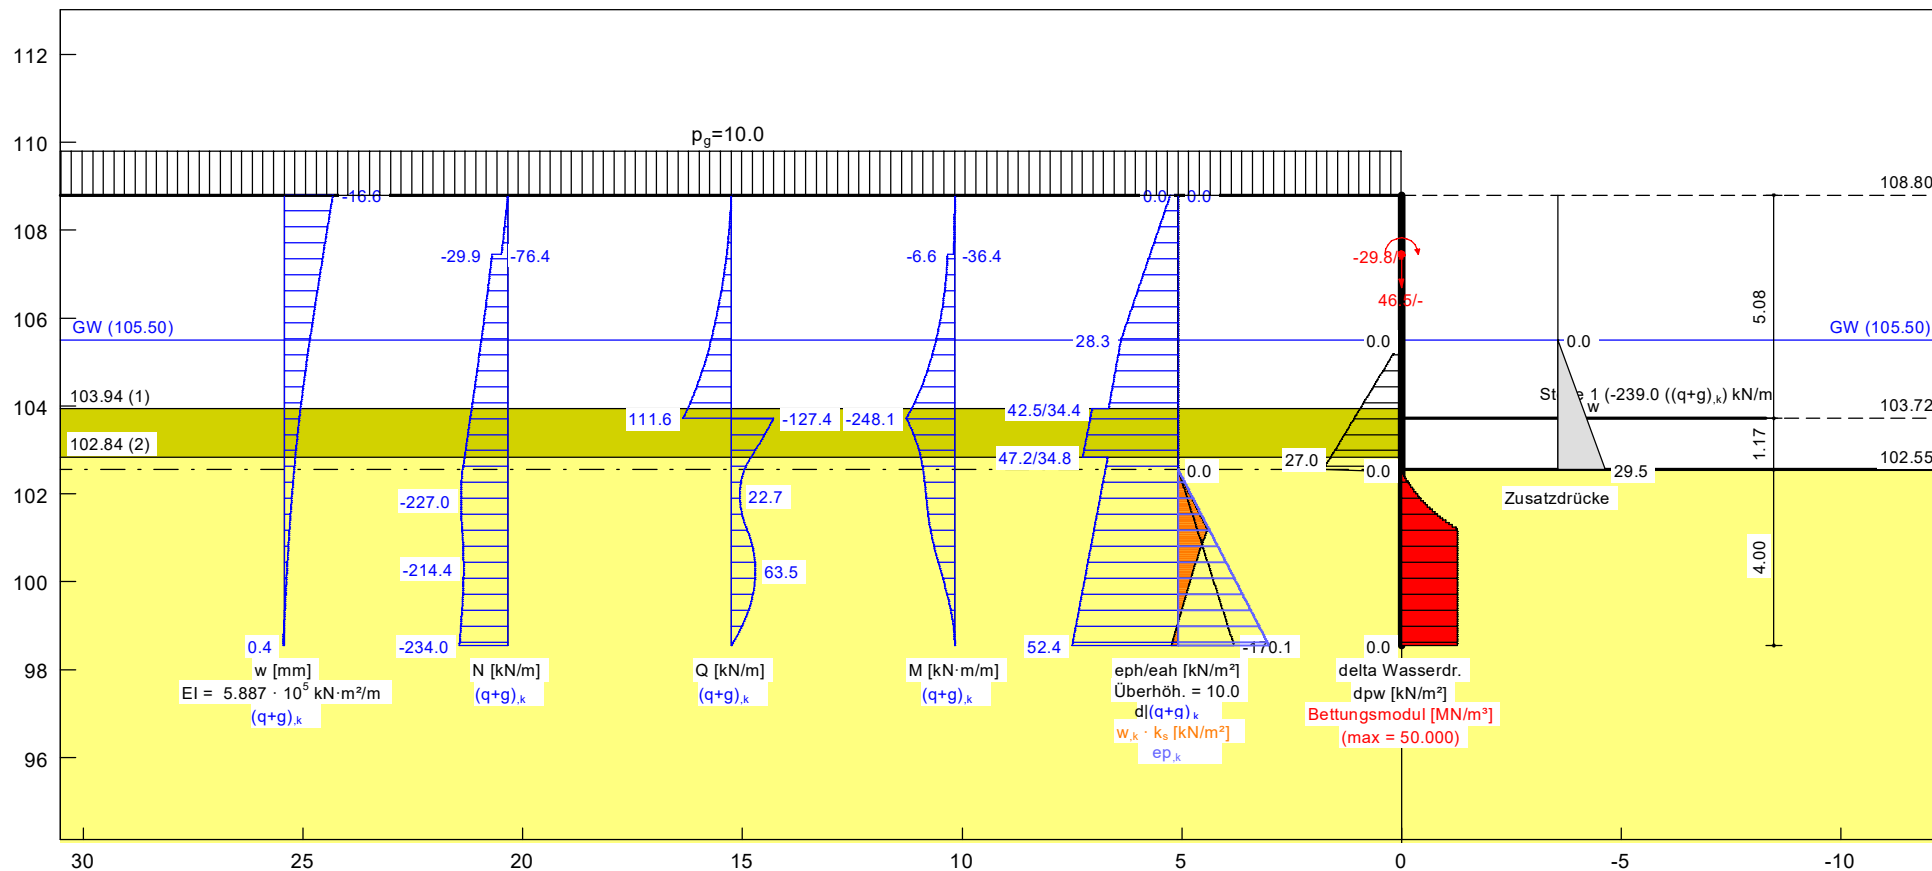 112
110
108
106
104
102
100
98
96
p_g=10.0
108.80
-16.6
0.0
0.0
-29.9
-76.4
-6.6
-36.4
-29.8/
46.5/-
5.08
GW (105.50)
28.3
0.0
0.0
GW (105.50)
103.94 (1)
111.6
-127.4
-248.1
42.5/34.4
1 (-239.0 ((q+g),k) kN/m
w
103.72
1.17
102.84 (2)
47.2/34.8
0.0
27.0
0.0
29.5
102.55
-227.0
22.7
Zusatzdrücke
-214.4
63.5
4.00
0.4
-234.0
52.4
-170.1
0.0
w [mm]
EI = 5.887 · 10⁵ kN·m²/m
(q+g),k
N [kN/m]
(q+g),k
Q [kN/m]
(q+g),k
M [kN·m/m]
(q+g),k
eph/eah [kN/m²]
Überhöh. = 10.0
(q+g),k
w,k · k_s [kN/m²]
ep,k
delta Wasserdr.
dpw [kN/m²]
Bettungsmodul [MN/m³]
(max = 50.000)
30
25
20
15
10
5
0
-5
-10